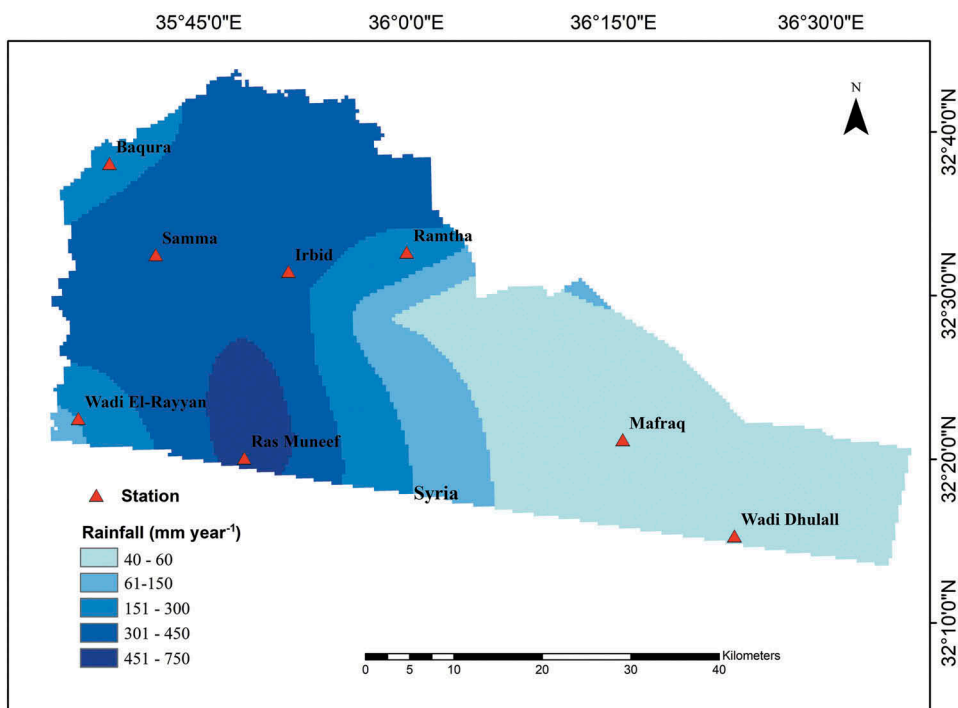 35°45'0"E 36°0'0"E 36°15'0"E 36°30'0"E
N
32°40'0"N
Baqura
Samma
Irbid
Ramtha
32°30'0"N
Wadi El-Rayyan
Ras Muneef
Mafraq
32°20'0"N
Syria
Wadi Dhulall
Station
Rainfall (mm year-1)
40 - 60
61-150
151 - 300
301 - 450
451 - 750
32°10'0"N
Kilometers
0 5 10 20 30 40